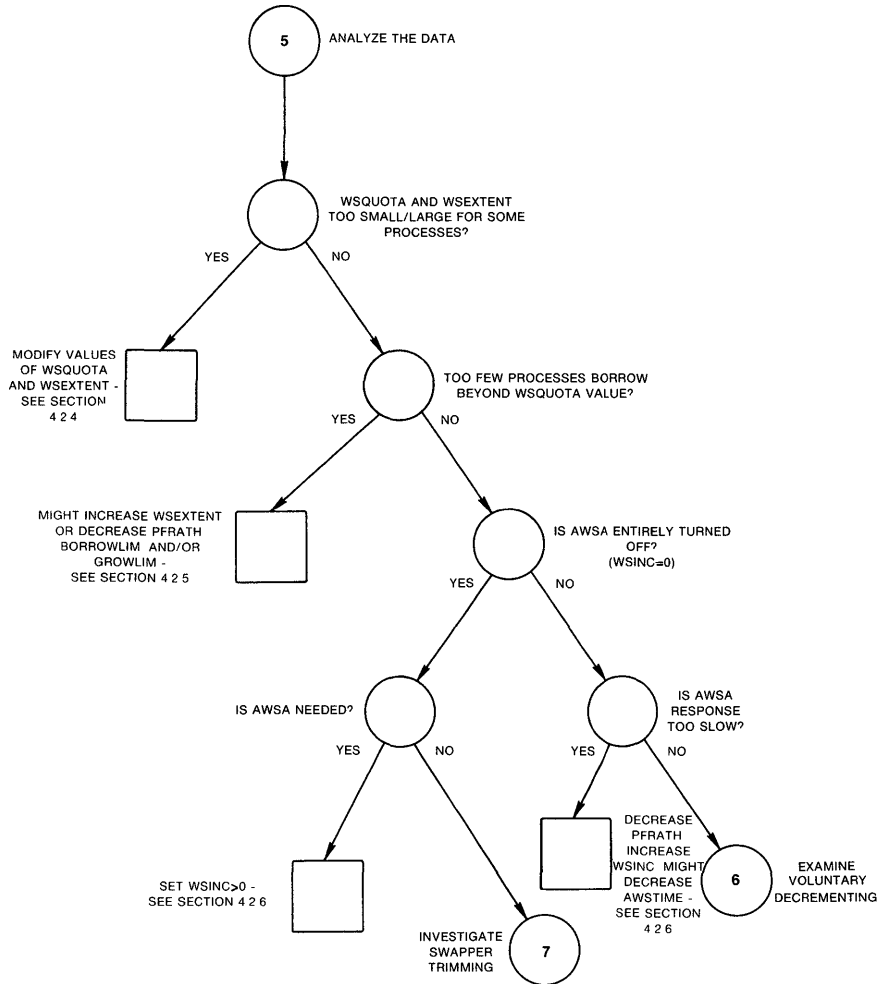 5
ANALYZE THE DATA
WSQUOTA AND WSEXTENT
TOO SMALL/LARGE FOR SOME
PROCESSES?
YES
NO
MODIFY VALUES
OF WSQUOTA
AND WSEXTENT -
SEE SECTION
4 2 4
TOO FEW PROCESSES BORROW
BEYOND WSQUOTA VALUE?
YES
NO
MIGHT INCREASE WSEXTENT
OR DECREASE PFRATH
BORROWLIM AND/OR
GROWLIM -
SEE SECTION 4 2 5
IS AWSA ENTIRELY TURNED
OFF?
(WSINC=0)
YES
NO
IS AWSA NEEDED?
YES
NO
IS AWSA
RESPONSE
TOO SLOW?
YES
NO
SET WSINC>0 -
SEE SECTION 4 2 6
INVESTIGATE
SWAPPER
TRIMMING
7
DECREASE
PFRATH
INCREASE
WSINC MIGHT
DECREASE
AWSTIME -
SEE SECTION
4 2 6
6
EXAMINE
VOLUNTARY
DECREMENTING